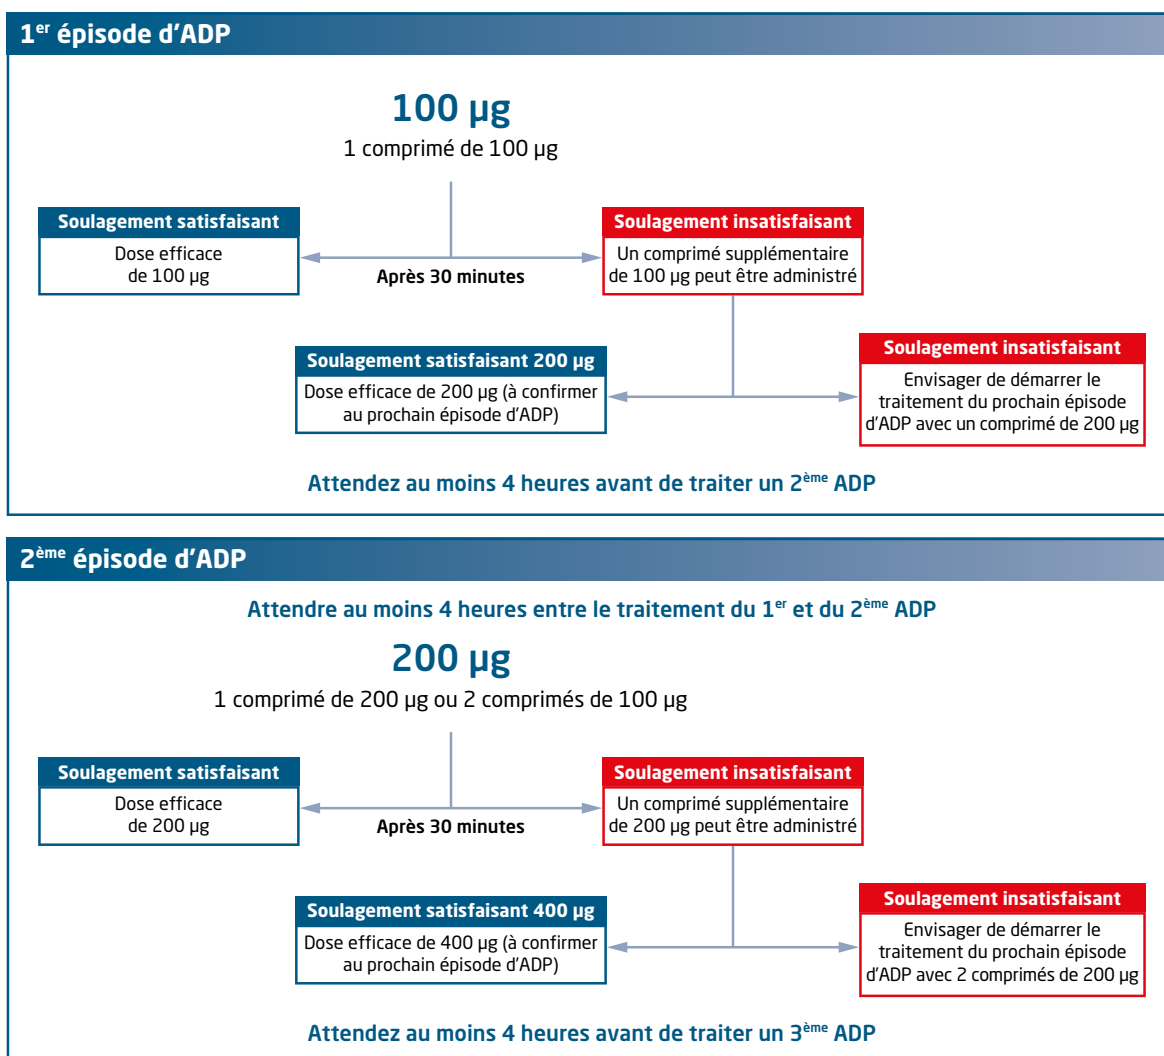 1er épisode d'ADP
100 µg
1 comprimé de 100 µg
Soulagement satisfaisant
Dose efficace
de 100 µg
Après 30 minutes
Soulagement insatisfaisant
Un comprimé supplémentaire
de 100 µg peut être administré
Soulagement satisfaisant 200 µg
Dose efficace de 200 µg (à confirmer
au prochain épisode d'ADP)
Soulagement insatisfaisant
Envisager de démarrer le
traitement du prochain épisode
d'ADP avec un comprimé de 200 µg
Attendez au moins 4 heures avant de traiter un 2ème ADP
2ème épisode d'ADP
Attendre au moins 4 heures entre le traitement du 1er et du 2ème ADP
200 µg
1 comprimé de 200 µg ou 2 comprimés de 100 µg
Soulagement satisfaisant
Dose efficace
de 200 µg
Après 30 minutes
Soulagement insatisfaisant
Un comprimé supplémentaire
de 200 µg peut être administré
Soulagement satisfaisant 400 µg
Dose efficace de 400 µg (à confirmer
au prochain épisode d'ADP)
Soulagement insatisfaisant
Envisager de démarrer le
traitement du prochain épisode
d'ADP avec 2 comprimés de 200 µg
Attendez au moins 4 heures avant de traiter un 3ème ADP